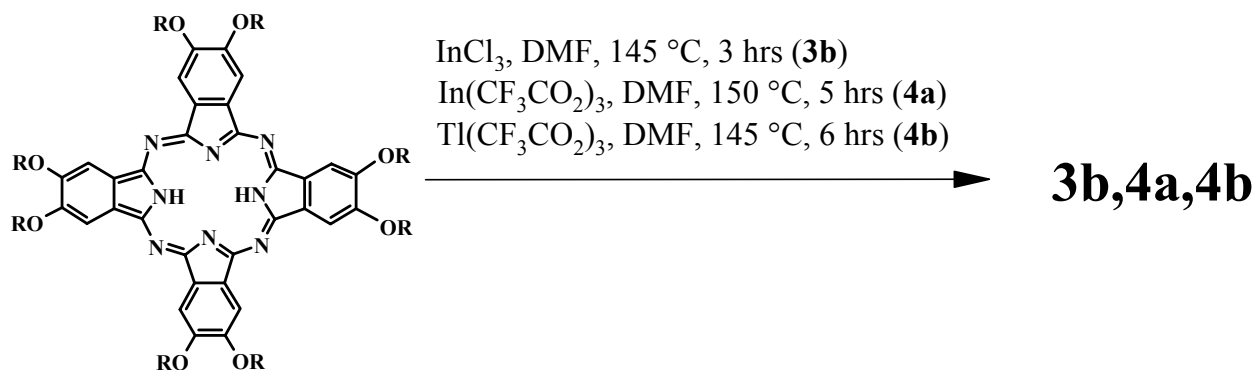 RO OR
InCl3, DMF, 145 °C, 3 hrs (3b)
In(CF3CO2)3, DMF, 150 °C, 5 hrs (4a)
Tl(CF3CO2)3, DMF, 145 °C, 6 hrs (4b)
N N N
RO OR
NH HN
3b,4a,4b
RO OR
N N N
RO OR